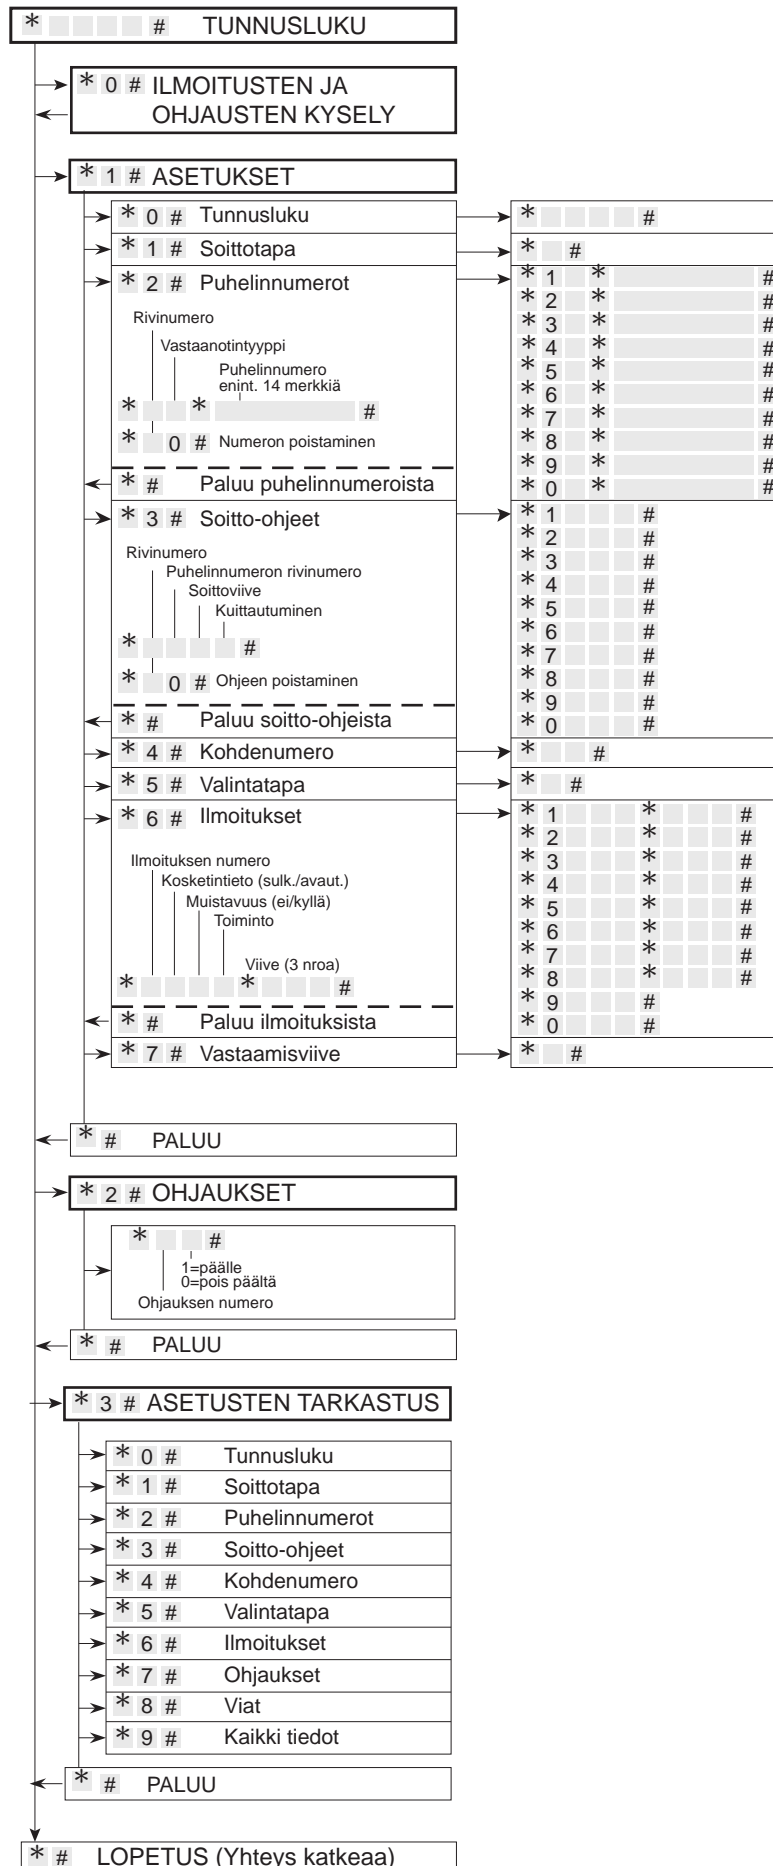 * # TUNNUSLUKU
* 0 # ILMOITUSTEN JA
OHJAUSTEN KYSELY
* 1 # ASETUKSET
* 0 # Tunnusluku * #
* 1 # Soittotapa * #
* 2 # Puhelinnumerot
* 1 * #
* 2 * #
* 3 * #
* 4 * #
* 5 * #
* 6 * #
* 7 * #
* 8 * #
* 9 * #
* 0 * #
Rivinumero
Vastaanotintyyppi
Puhelinnumero
enint. 14 merkkiä
* * #
* 0 # Numeron poistaminen
* # Paluu puhelinnumeroista
* 3 # Soitto-ohjeet
* 1 #
* 2 #
* 3 #
* 4 #
* 5 #
* 6 #
* 7 #
* 8 #
* 9 #
* 0 #
Rivinumero
Puhelinnumeron rivinumero
Soittoviive
Kuittautuminen
* #
* 0 # Ohjeen poistaminen
* # Paluu soitto-ohjeista
* 4 # Kohdenumero * #
* 5 # Valintatapa * #
* 6 # Ilmoitukset
* 1 * #
* 2 * #
* 3 * #
* 4 * #
* 5 * #
* 6 * #
* 7 * #
* 8 * #
* 9 #
* 0 #
Ilmoituksen numero
Kosketintieto (sulk./avaut.)
Muistavuus (ei/kyllä)
Toiminto
Viive (3 nroa)
* * #
* # Paluu ilmoituksista
* 7 # Vastaamisviive * #
* # PALUU
* 2 # OHJAUKSET
* #
1=päälle
0=pois päältä
Ohjauksen numero
* # PALUU
* 3 # ASETUSTEN TARKASTUS
* 0 # Tunnusluku
* 1 # Soittotapa
* 2 # Puhelinnumerot
* 3 # Soitto-ohjeet
* 4 # Kohdenumero
* 5 # Valintatapa
* 6 # Ilmoitukset
* 7 # Ohjaukset
* 8 # Viat
* 9 # Kaikki tiedot
* # PALUU
* # LOPETUS (Yhteys katkeaa)